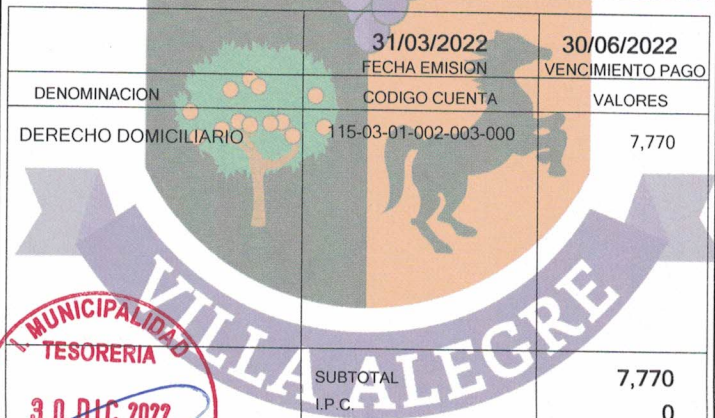 31/03/2022 30/06/2022
FECHA EMISION VENCIMIENTO PAGO
DENOMINACION CODIGO CUENTA VALORES
DERECHO DOMICILIARIO 115-03-01-002-003-000 7,770
VILLA ALEGRE
I. MUNICIPALIDAD
TESORERIA
30 DIC 2022
SUBTOTAL 7,770
I.P.C. 0